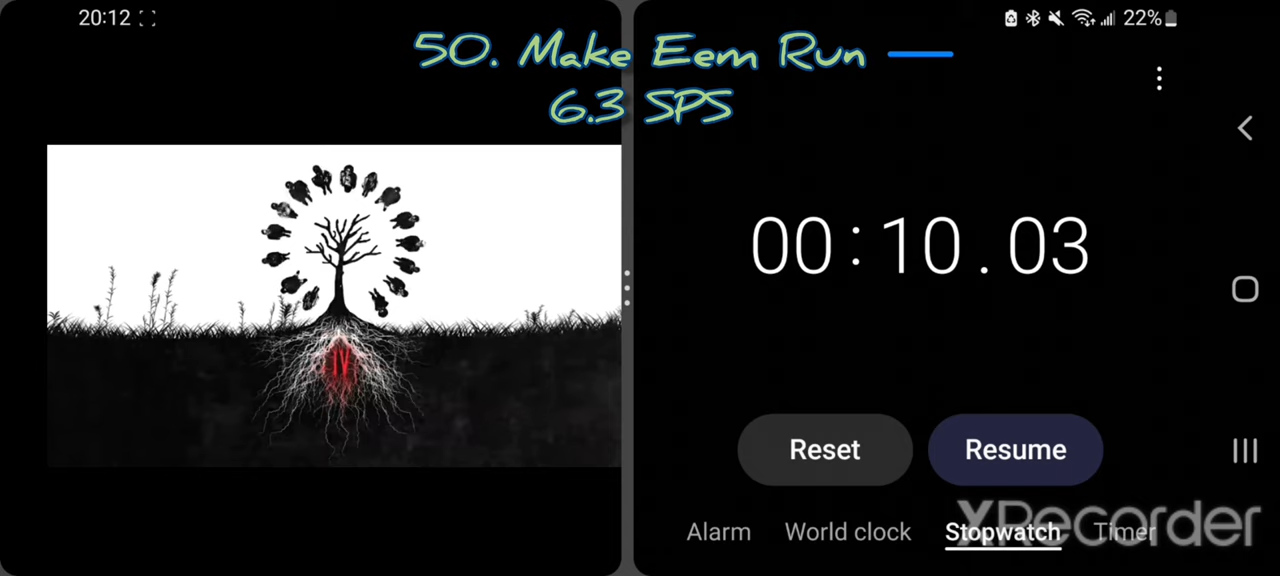 20:12
22%
50. Make Eem Run —
6.3 SPS
IV
00:10.03
Reset Resume
Alarm World clock Stopwatch Timer
XRecorder